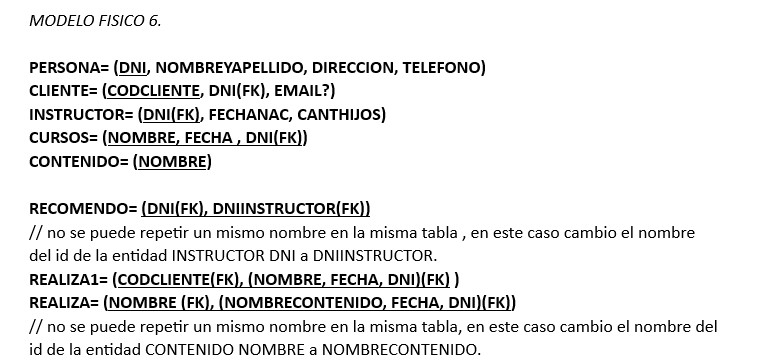 MODELO FISICO 6.
PERSONA= (DNI, NOMBREYAPELLIDO, DIRECCION, TELEFONO)
CLIENTE= (CODCLIENTE, DNI(FK), EMAIL?)
INSTRUCTOR= (DNI(FK), FECHANAC, CANTHIJOS)
CURSOS= (NOMBRE, FECHA , DNI(FK))
CONTENIDO= (NOMBRE)
RECOMENDO= (DNI(FK), DNIINSTRUCTOR(FK))
// no se puede repetir un mismo nombre en la misma tabla , en este caso cambio el nombre
del id de la entidad INSTRUCTOR DNI a DNIINSTRUCTOR.
REALIZA1= (CODCLIENTE(FK), (NOMBRE, FECHA, DNI)(FK) )
REALIZA= (NOMBRE (FK), (NOMBRECONTENIDO, FECHA, DNI)(FK))
// no se puede repetir un mismo nombre en la misma tabla, en este caso cambio el nombre del
id de la entidad CONTENIDO NOMBRE a NOMBRECONTENIDO.